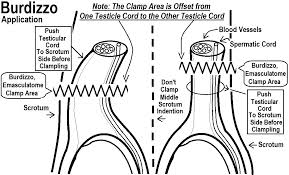 Burdizzo
Application
Note: The Clamp Area is Offset from
One Testicle Cord to the Other Testicle Cord
Push
Testicular
Cord
To Scrotum
Side Before
Clampling
Blood Vessels
Spermatic Cord
Burdizzo,
Emasculatome
Clamp Area
Burdizzo,
Emasculatome
Clamp Area
Don't
Clamp
Middle
Scrotum
Indention
Push
Testicular
Cord
To Scrotum
Side Before
Clampling
Scrotum
Scrotum